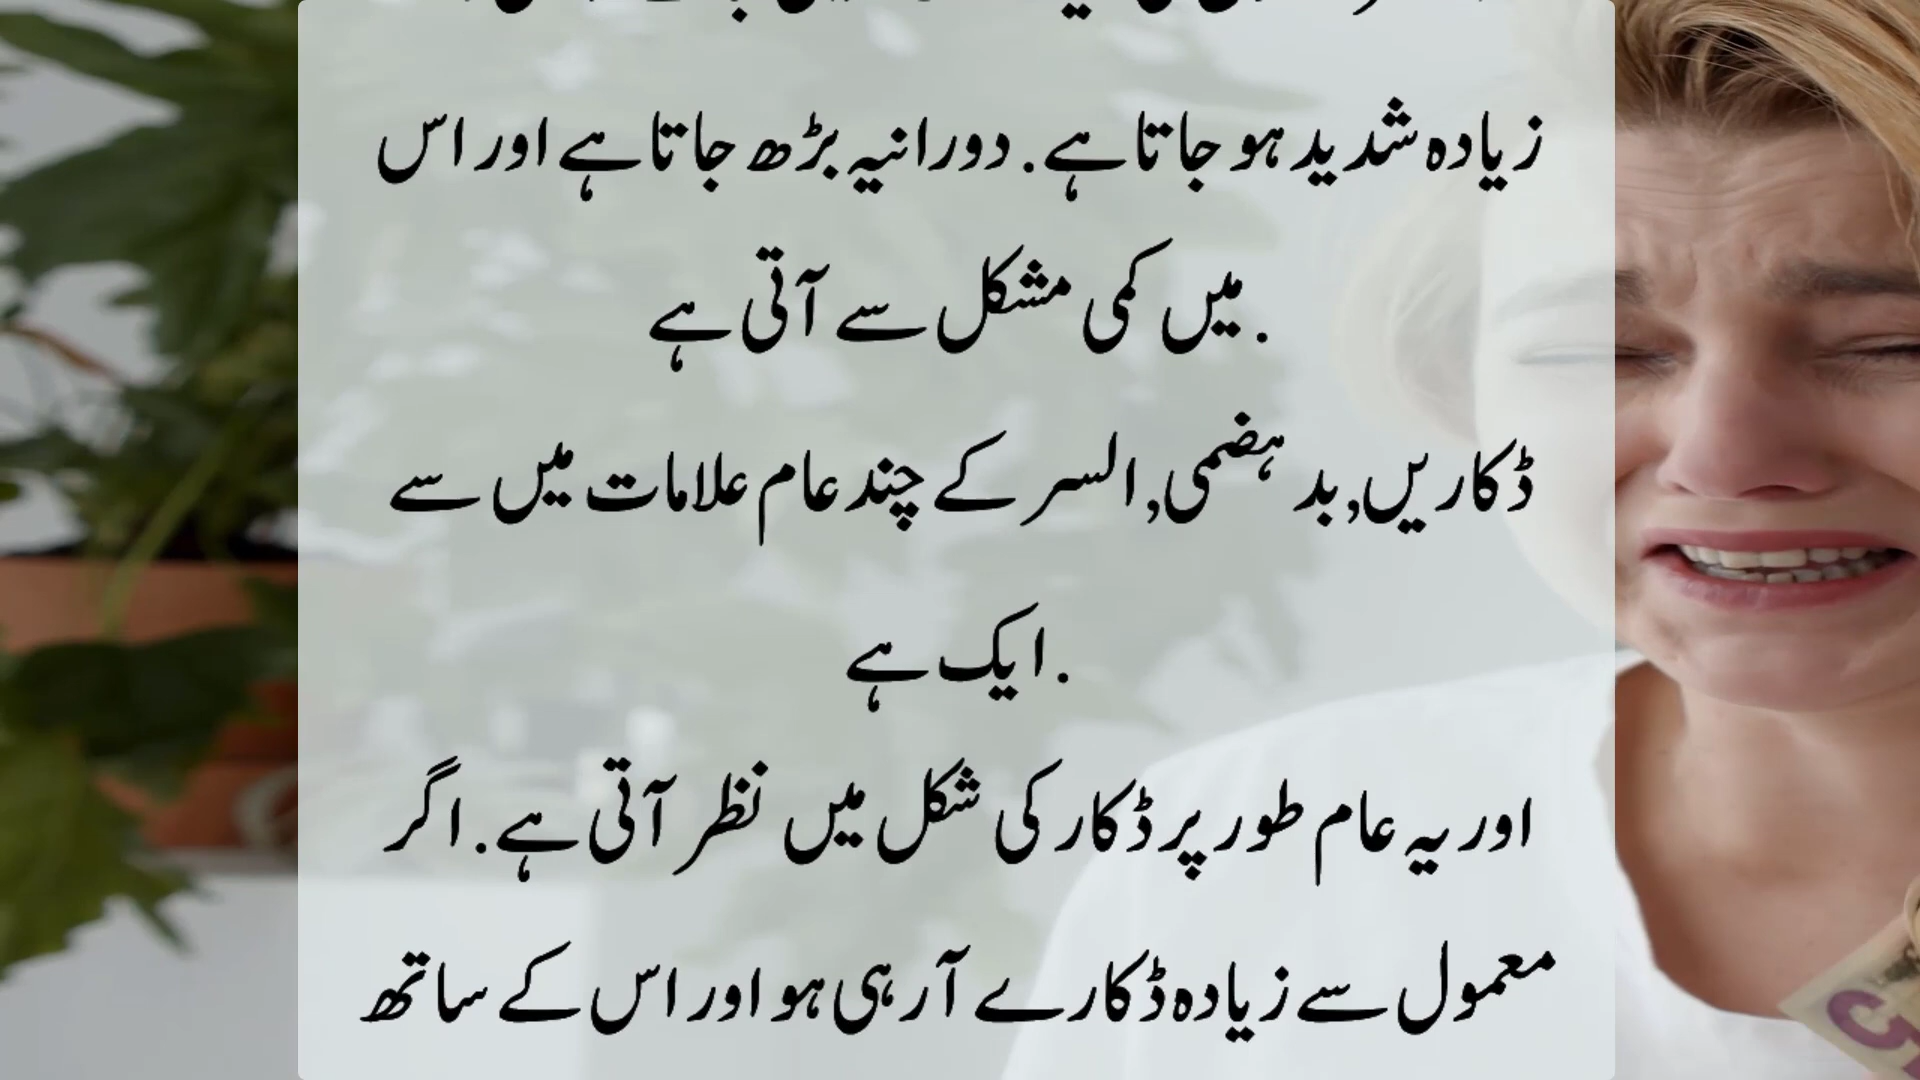 زیادہ شدید ہو جاتا ہے. دورانیہ بڑھ جاتا ہے اور اس
میں کمی مشکل سے آتی ہے.
ڈکاریں,بد ہضمی,السر کے چند عام علامات میں سے
ایک ہے.
اور یہ عام طور پر ڈکار کی شکل میں نظر آتی ہے. اگر
معمول سے زیادہ ڈکارے آ رہی ہو اور اس کے ساتھ